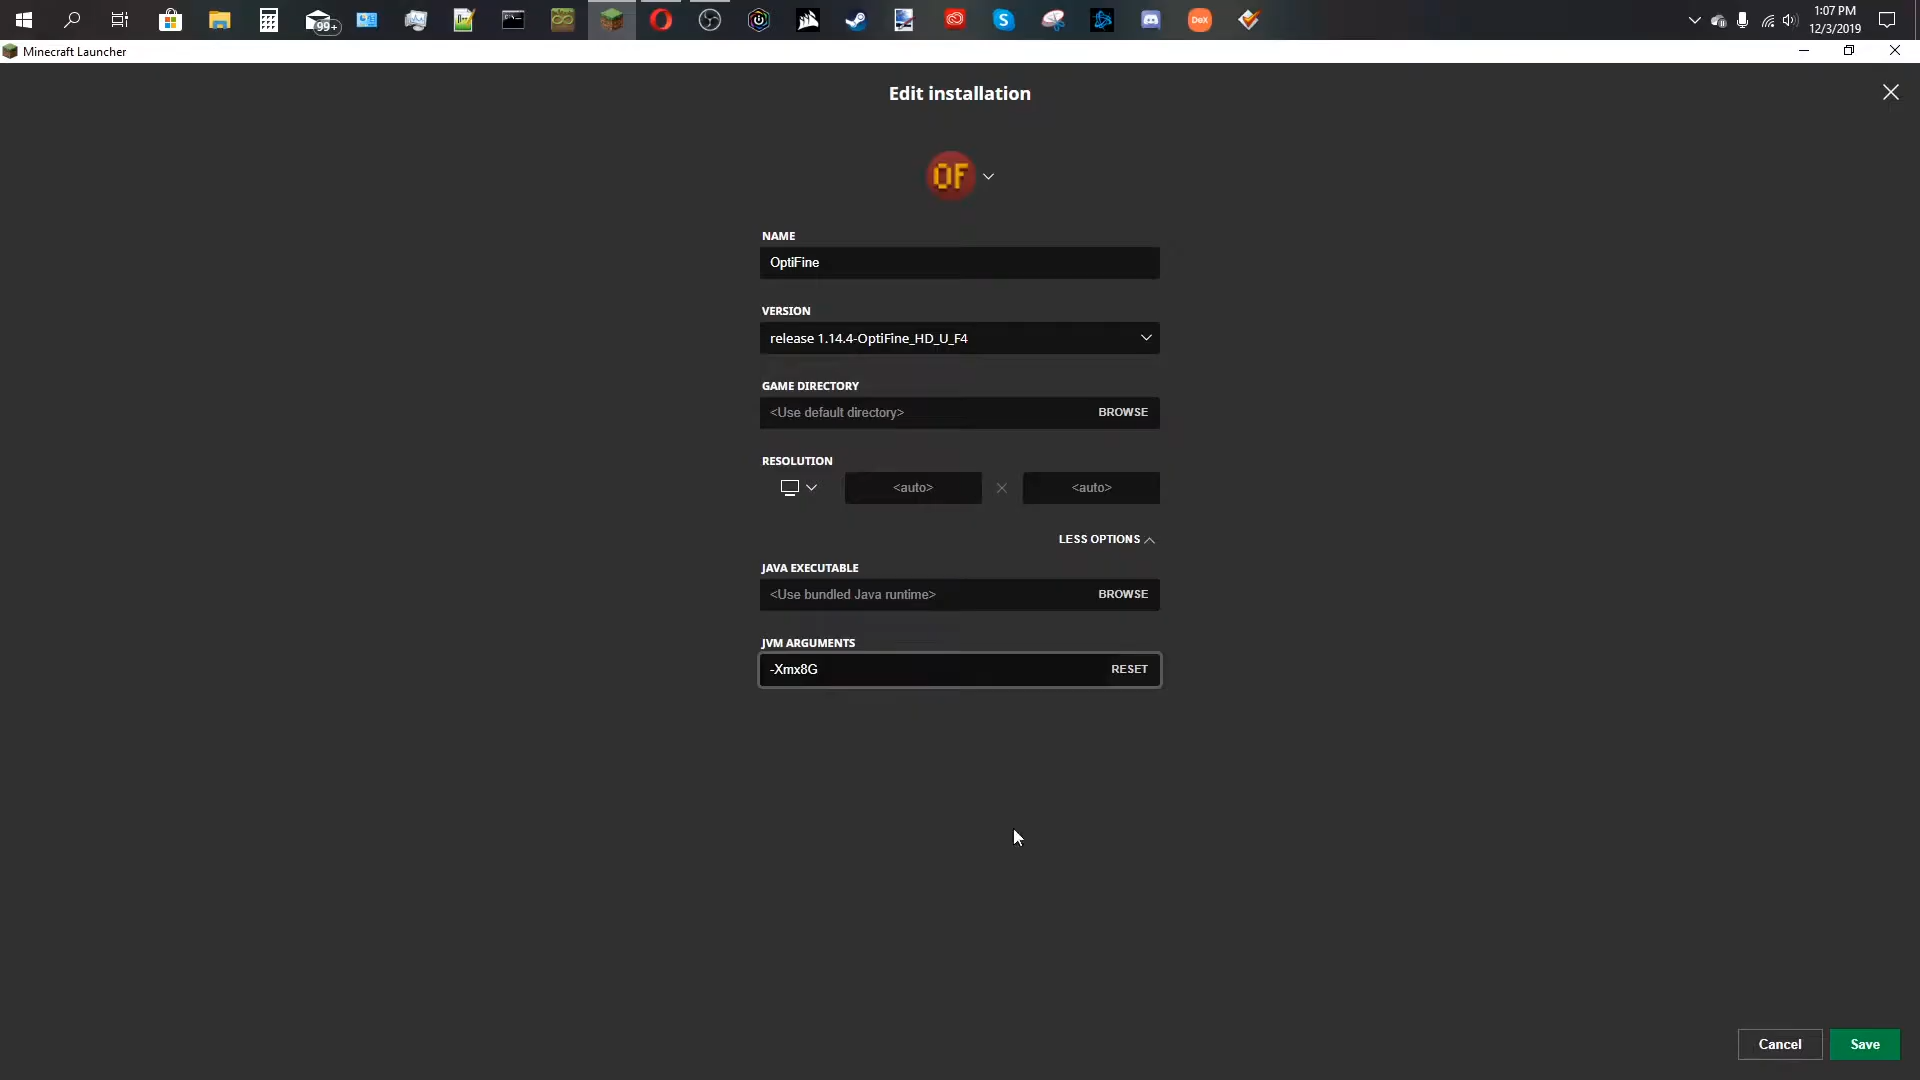 99+
S
DeX
1:07 PM
12/3/2019
Minecraft Launcher
Edit installation
OF
NAME
OptiFine
VERSION
release 1.14.4-OptiFine_HD_U_F4
GAME DIRECTORY
<Use default directory>
BROWSE
RESOLUTION
<auto>
<auto>
LESS OPTIONS
JAVA EXECUTABLE
<Use bundled Java runtime>
BROWSE
JVM ARGUMENTS
-Xmx8G
RESET
Cancel
Save